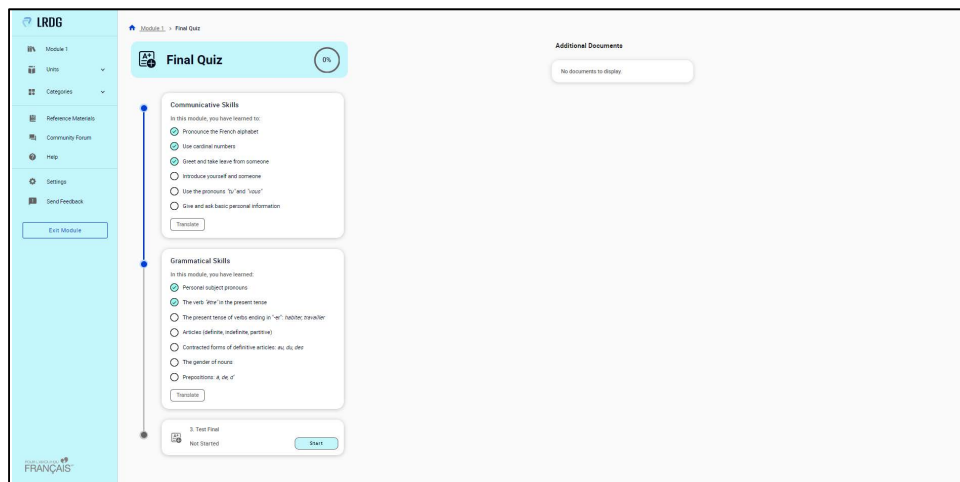 LRDG
Module 1
Units
Categories
Reference Materials
Community Forum
Help
Settings
Send Feedback
Exit Module
FRANÇAIS
Module 1 > Final Quiz
Final Quiz
0%
Communicative Skills
In this module, you have learned to:
Pronounce the French alphabet
Use cardinal numbers
Greet and take leave from someone
Introduce yourself and someone
Use the pronouns "tu" and "vous"
Give and ask basic personal information
Translate
Grammatical Skills
In this module, you have learned:
Personal subject pronouns
The verb "être" in the present tense
The present tense of verbs ending in "-er": habiter, travailler
Articles (definite, indefinite, partitive)
Contracted forms of definitive articles: au, du, des
The gender of nouns
Prepositions: à, de, d'
Translate
3. Test Final
Not Started
Start
Additional Documents
No documents to display.